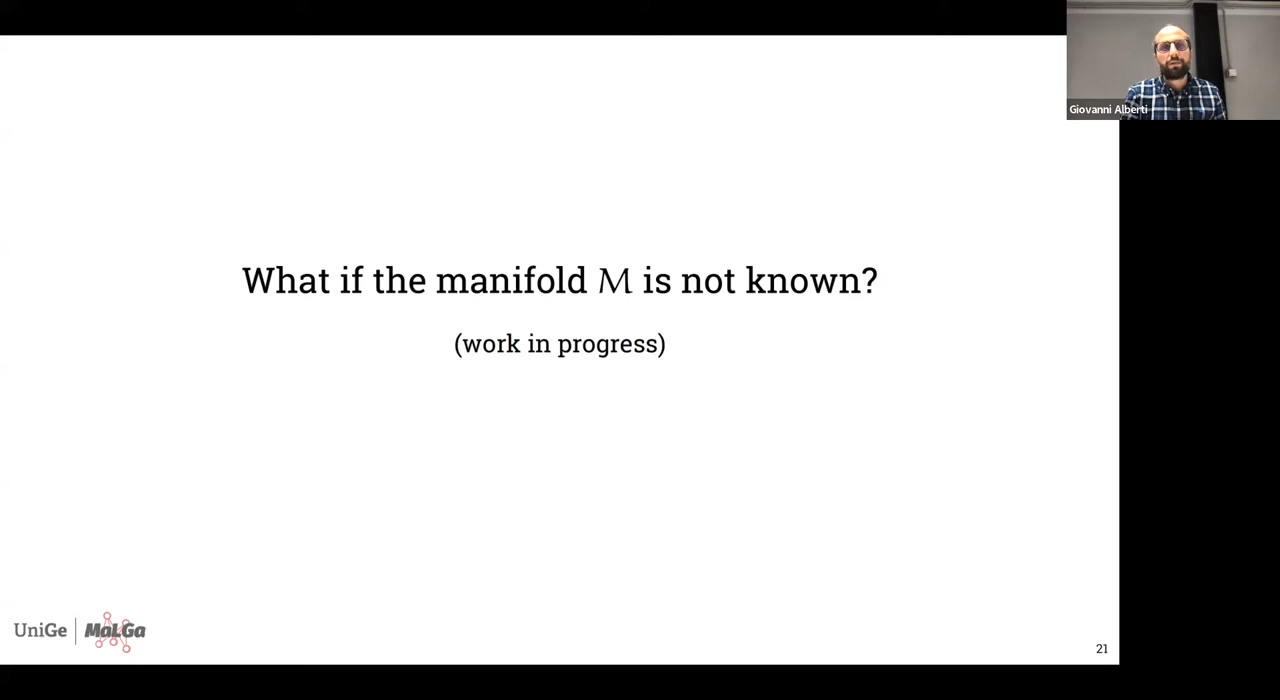 Giovanni Alberti
What if the manifold M is not known?
(work in progress)
UniGe
MaLGa
21